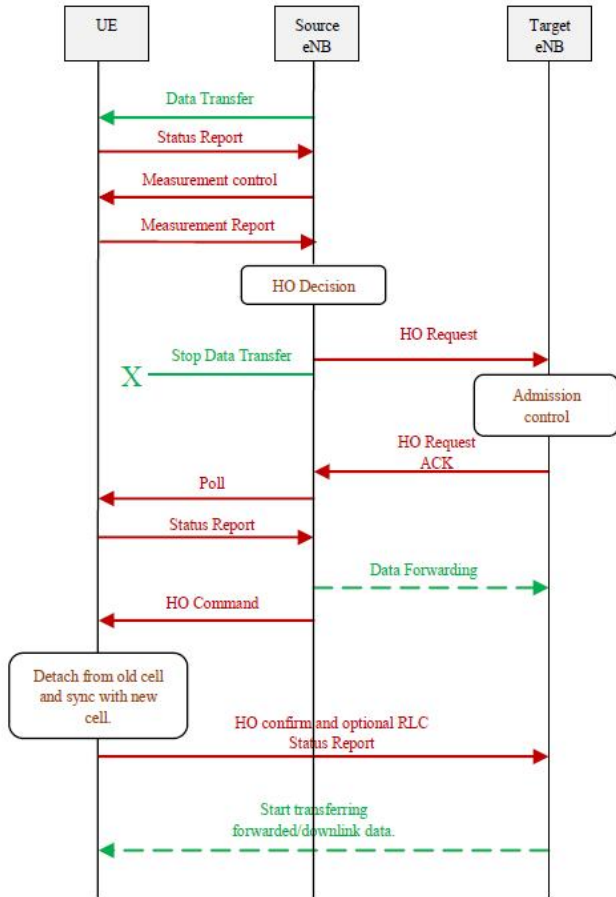 UE
Source
eNB
Target
eNB
Data Transfer
Status Report
Measurement control
Measurement Report
HO Decision
HO Request
Stop Data Transfer
X
Admission
control
HO Request
ACK
Poll
Status Report
Data Forwarding
HO Command
Detach from old cell
and sync with new
cell.
HO confirm and optional RLC
Status Report
Start transferring
forwarded/downlink data.